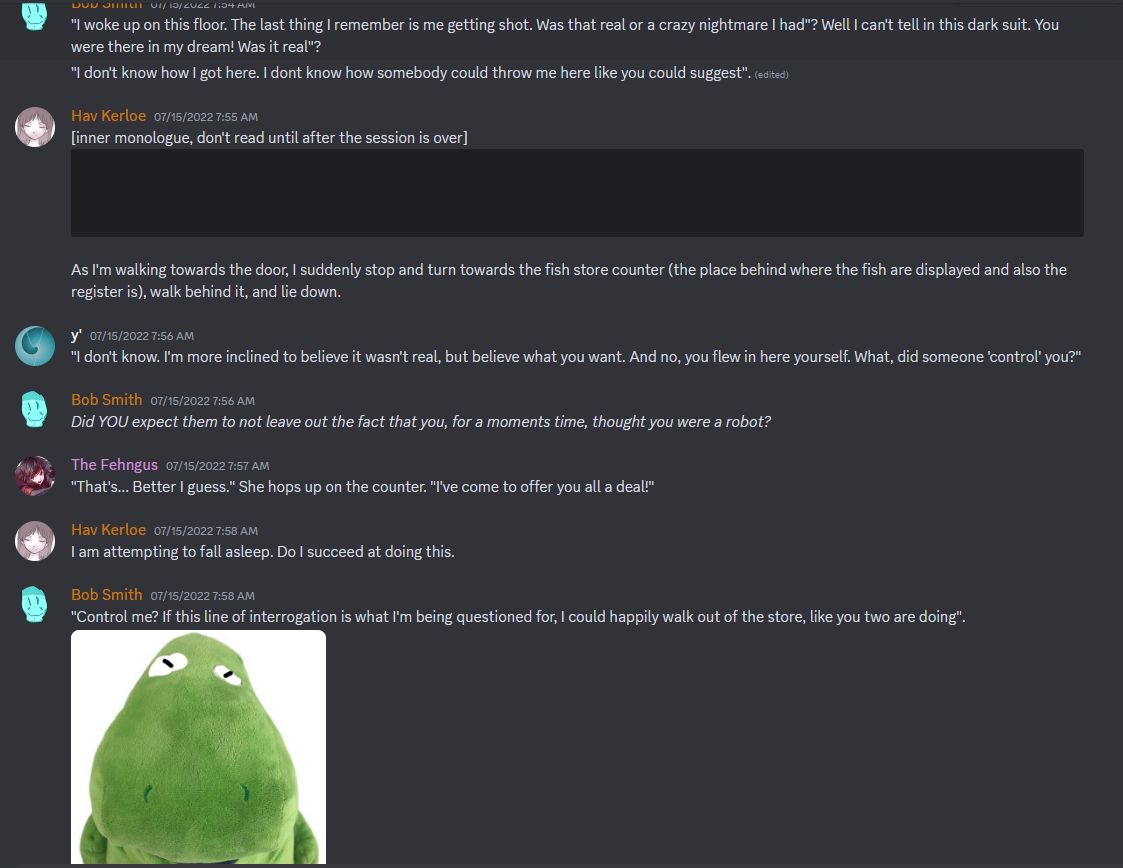 Bob Smith 07/15/2022 7:54 AM
"I woke up on this floor. The last thing I remember is me getting shot. Was that real or a crazy nightmare I had"? Well I can't tell in this dark suit. You
were there in my dream! Was it real"?
"I don't know how I got here. I dont know how somebody could throw me here like you could suggest". (edited)
Hav Kerloe 07/15/2022 7:55 AM
[inner monologue, don't read until after the session is over]
As I'm walking towards the door, I suddenly stop and turn towards the fish store counter (the place behind where the fish are displayed and also the
register is), walk behind it, and lie down.
y' 07/15/2022 7:56 AM
"I don't know. I'm more inclined to believe it wasn't real, but believe what you want. And no, you flew in here yourself. What, did someone 'control' you?"
Bob Smith 07/15/2022 7:56 AM
Did YOU expect them to not leave out the fact that you, for a moments time, thought you were a robot?
The Fehngus 07/15/2022 7:57 AM
"That's... Better I guess." She hops up on the counter. "I've come to offer you all a deal!"
Hav Kerloe 07/15/2022 7:58 AM
I am attempting to fall asleep. Do I succeed at doing this.
Bob Smith 07/15/2022 7:58 AM
"Control me? If this line of interrogation is what I'm being questioned for, I could happily walk out of the store, like you two are doing".